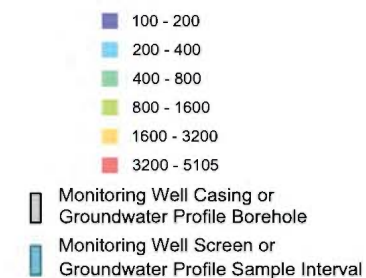 100 - 200
200 - 400
400 - 800
800 - 1600
1600 - 3200
3200 - 5105
Monitoring Well Casing or
Groundwater Profile Borehole
Monitoring Well Screen or
Groundwater Profile Sample Interval